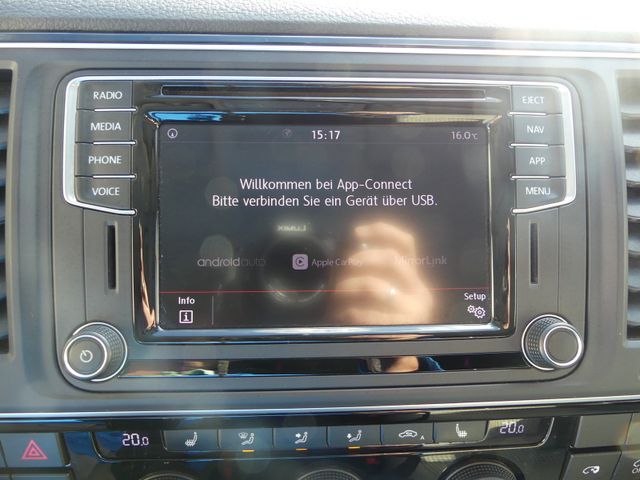 RADIO
MEDIA
PHONE
VOICE
EJECT
NAV
APP
MENU
15:17
16.0°C
Willkommen bei App-Connect
Bitte verbinden Sie ein Gerät über USB.
LUMIX
androidauto
Apple CarPlay
MirrorLink
Info
Setup
20.0
A
20.0